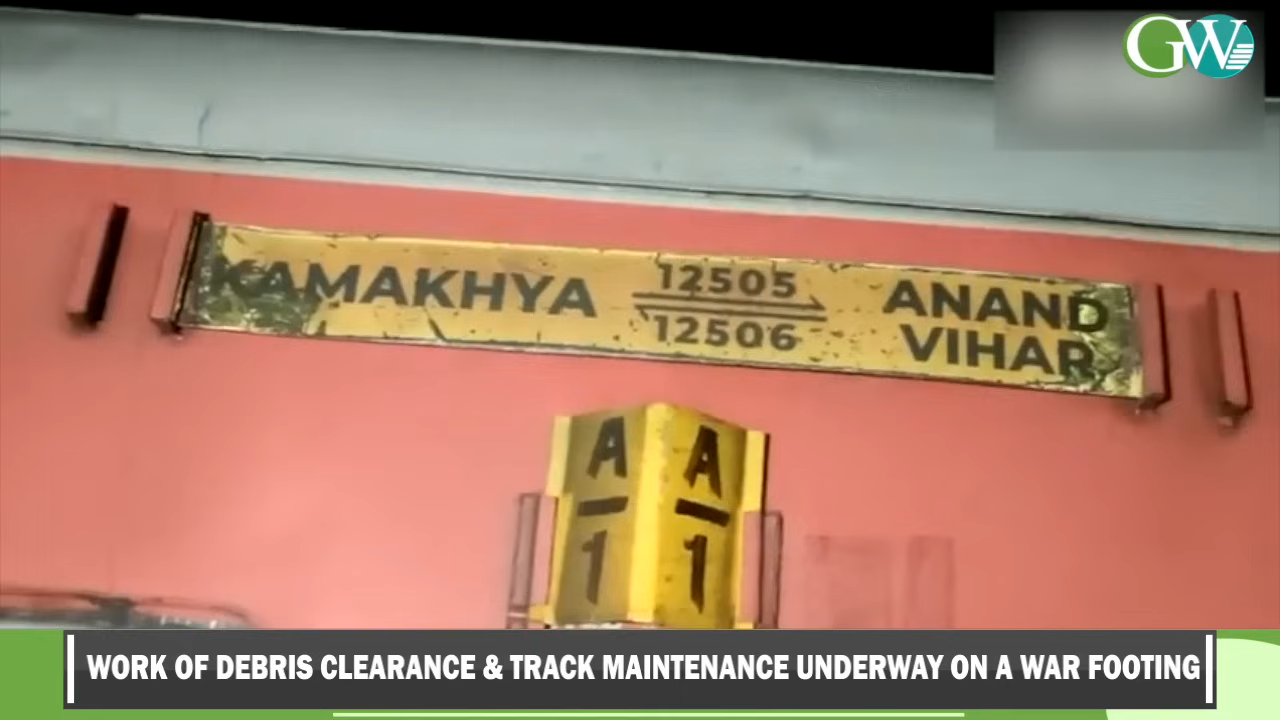 GW
KAMAKHYA
12505
12506
ANAND
VIHAR
A
1
A
1
WORK OF DEBRIS CLEARANCE & TRACK MAINTENANCE UNDERWAY ON A WAR FOOTING